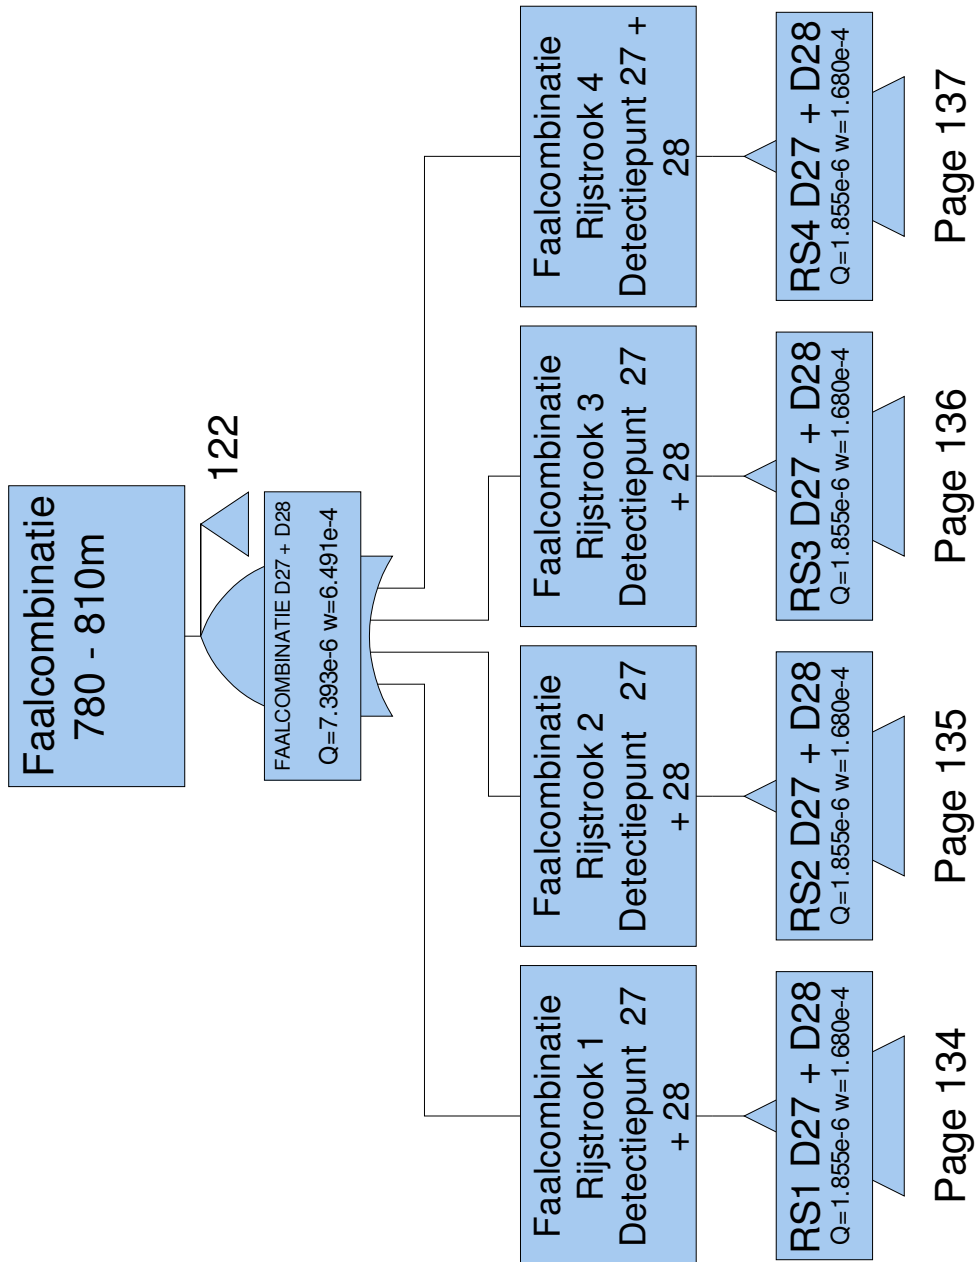 Faalcombinatie
780 - 810m
122
FAALCOMBINATIE D27 + D28
Q=7.393e-6 w=6.491e-4
Faalcombinatie
Rijstrook 1
Detectiepunt 27
+ 28
Faalcombinatie
Rijstrook 2
Detectiepunt 27
+ 28
Faalcombinatie
Rijstrook 3
Detectiepunt 27
+ 28
Faalcombinatie
Rijstrook 4
Detectiepunt 27 +
28
RS1 D27 + D28
Q=1.855e-6 w=1.680e-4
RS2 D27 + D28
Q=1.855e-6 w=1.680e-4
RS3 D27 + D28
Q=1.855e-6 w=1.680e-4
RS4 D27 + D28
Q=1.855e-6 w=1.680e-4
Page 134
Page 135
Page 136
Page 137